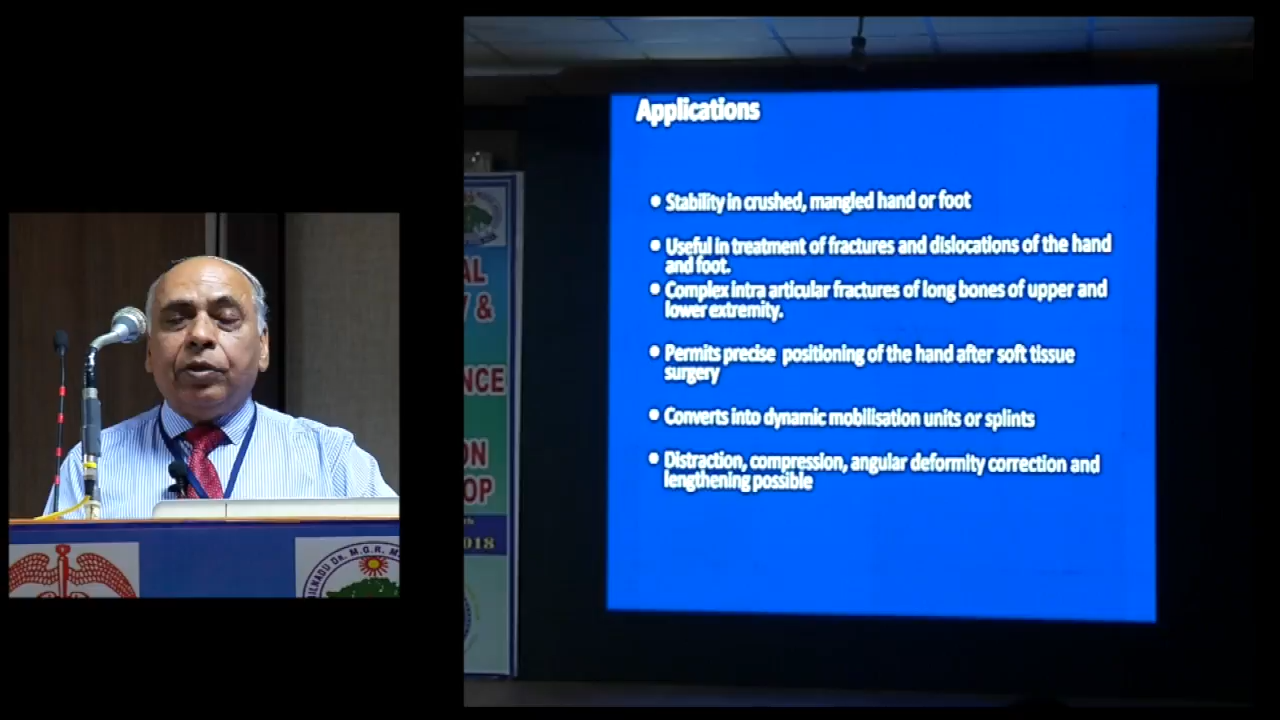 Applications
• Stability in crushed, mangled hand or foot
• Useful in treatment of fractures and dislocations of the hand
and foot.
• Complex intra articular fractures of long bones of upper and
lower extremity.
• Permits precise positioning of the hand after soft tissue
surgery
• Converts into dynamic mobilisation units or splints
• Distraction, compression, angular deformity correction and
lengthening possible
AL
Y &
NCE
ON
OP
018
DR. M.G.R.